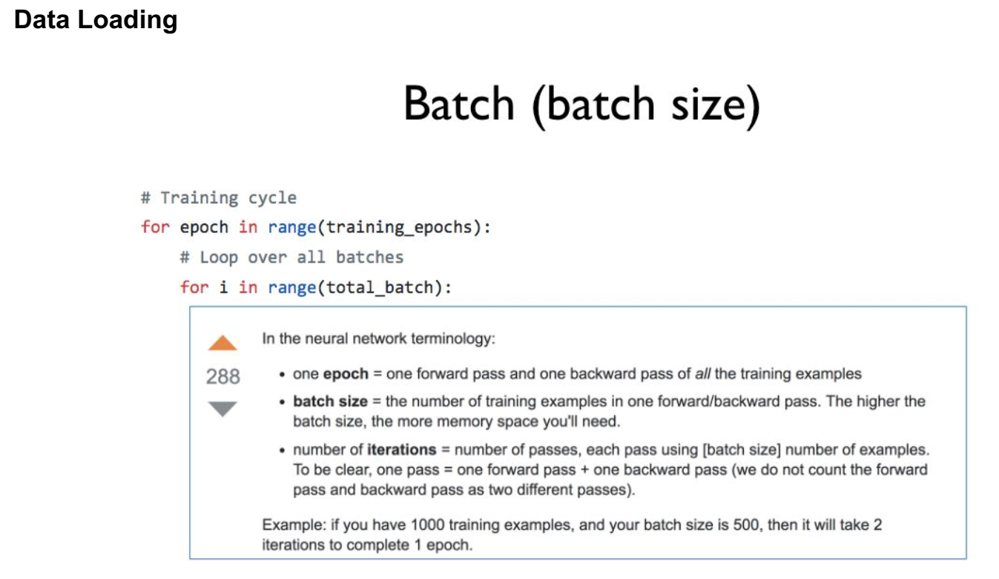 Data Loading
Batch (batch size)
# Training cycle
for epoch in range(training_epochs):
# Loop over all batches
for i in range(total_batch):
In the neural network terminology:
288
• one epoch = one forward pass and one backward pass of all the training examples
• batch size = the number of training examples in one forward/backward pass. The higher the
batch size, the more memory space you'll need.
• number of iterations = number of passes, each pass using [batch size] number of examples.
To be clear, one pass = one forward pass + one backward pass (we do not count the forward
pass and backward pass as two different passes).
Example: if you have 1000 training examples, and your batch size is 500, then it will take 2
iterations to complete 1 epoch.